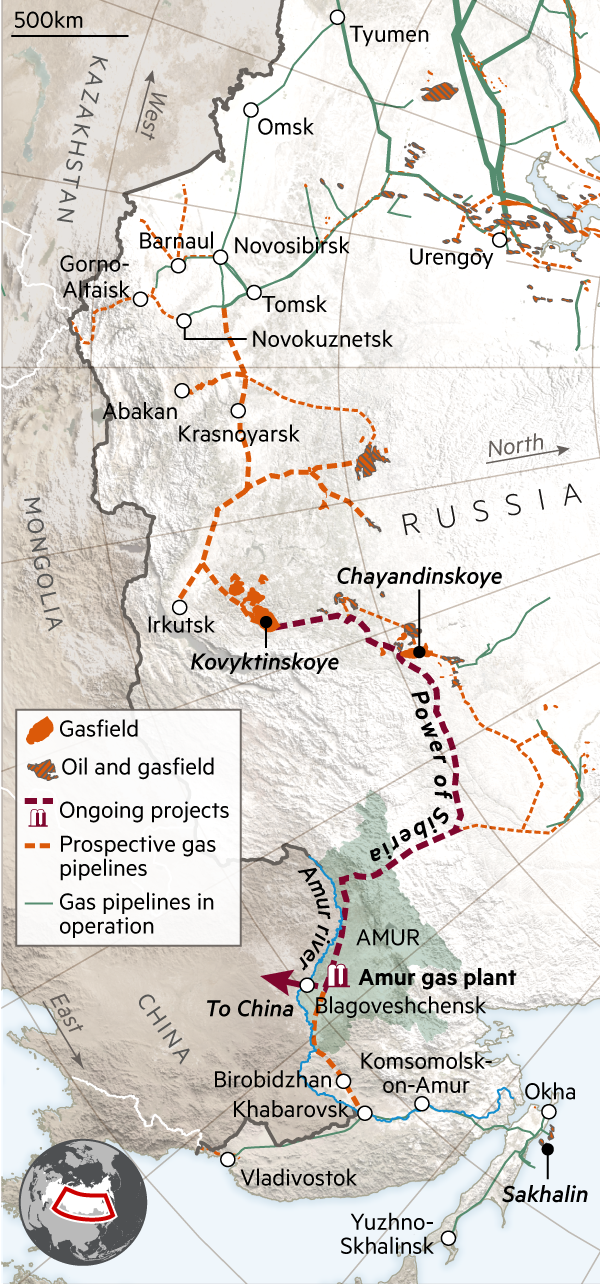 500km
Tyumen
KAZAKHSTAN
West
Omsk
Barnaul
Novosibirsk
Urengoy
Gorno-
Altaisk
Tomsk
Novokuznetsk
Abakan
Krasnoyarsk
North
RUSSIA
MONGOLIA
Chayandinskoye
Irkutsk
Kovyktinskoye
Power of Siberia
Gasfield
Oil and gasfield
Ongoing projects
Prospective gas
pipelines
Gas pipelines in
operation
Amur river
AMUR
Amur gas plant
To China
Blagoveshchensk
East
CHINA
Komsomolsk-
on-Amur
Birobidzhan
Okha
Khabarovsk
Vladivostok
Sakhalin
Yuzhno-
Skhalinsk